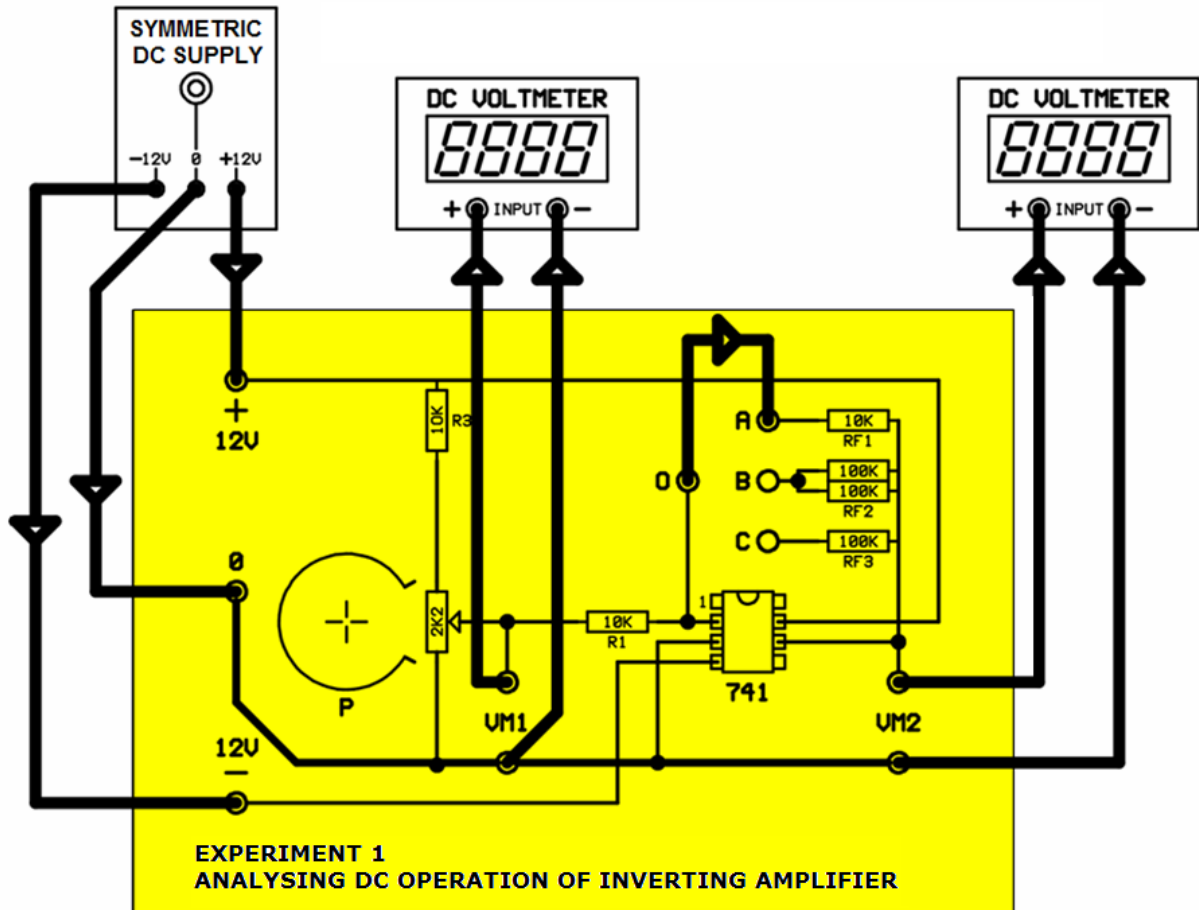 SYMMETRIC
DC SUPPLY
-12V 0 +12V
DC VOLTMETER
8888
+ INPUT -
DC VOLTMETER
8888
+ INPUT -
+
12V
10K
R3
O
A
10K
RF1
B
100K
100K
RF2
C
100K
RF3
0
P
2K2
10K
R1
1
741
VM1
VM2
12V
-
EXPERIMENT 1
ANALYSING DC OPERATION OF INVERTING AMPLIFIER